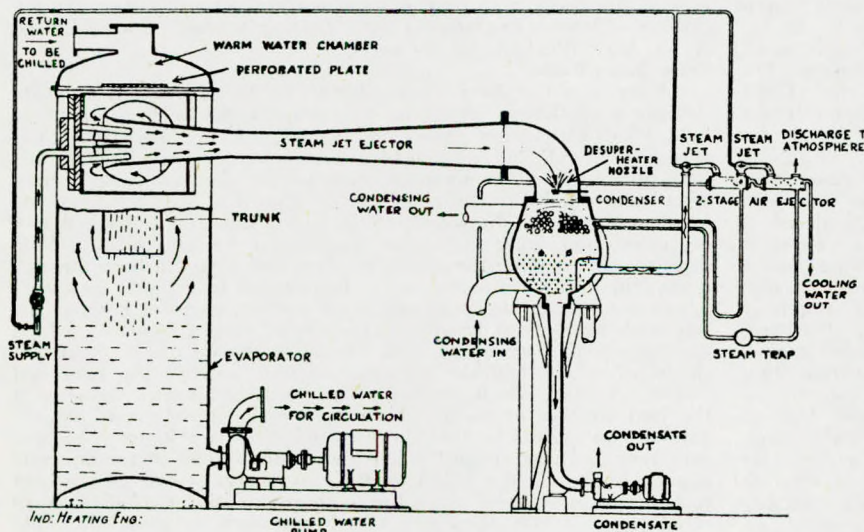 RETURN
WATER
TO BE
CHILLED
WARM WATER CHAMBER
PERFORATED PLATE
STEAM JET EJECTOR
DESUPER-
HEATER
NOZZLE
STEAM
JET
STEAM
JET
DISCHARGE T
ATMOSPHERE
CONDENSING
WATER OUT
CONDENSER
2-STAGE AIR EJECTOR
TRUNK
COOLING
WATER
OUT
STEAM
SUPPLY
CONDENSING
WATER IN
STEAM TRAP
EVAPORATOR
CHILLED WATER
FOR CIRCULATION
CONDENSATE
OUT
IND: HEATING ENG:
CHILLED WATER
PUMP
CONDENSATE